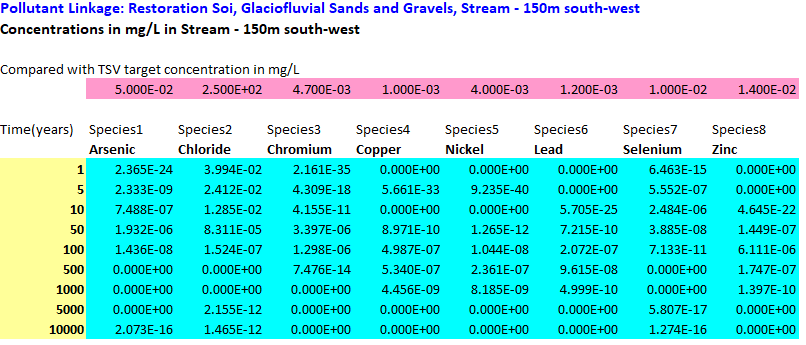 Pollutant Linkage: Restoration Soi, Glaciofluvial Sands and Gravels, Stream - 150m south-west
Concentrations in mg/L in Stream - 150m south-west
Compared with TSV target concentration in mg/L
5.000E-02 2.500E+02 4.700E-03 1.000E-03 4.000E-03 1.200E-03 1.000E-02 1.400E-02
Time(years) Species1 Species2 Species3 Species4 Species5 Species6 Species7 Species8
Arsenic Chloride Chromium Copper Nickel Lead Selenium Zinc
1 2.365E-24 3.994E-02 2.161E-35 0.000E+00 0.000E+00 0.000E+00 6.463E-15 0.000E+00
5 2.333E-09 2.412E-02 4.309E-18 5.661E-33 9.235E-40 0.000E+00 5.552E-07 0.000E+00
10 7.488E-07 1.285E-02 4.155E-11 0.000E+00 0.000E+00 5.705E-25 2.484E-06 4.645E-22
50 1.932E-06 8.311E-05 3.397E-06 8.971E-10 1.265E-12 7.215E-10 3.885E-08 1.449E-07
100 1.436E-08 1.524E-07 1.298E-06 4.987E-07 1.044E-08 2.072E-07 7.133E-11 6.111E-06
500 0.000E+00 0.000E+00 7.476E-14 5.340E-07 2.361E-07 9.615E-08 0.000E+00 1.747E-07
1000 0.000E+00 0.000E+00 0.000E+00 4.456E-09 8.185E-09 4.999E-10 0.000E+00 1.397E-10
5000 0.000E+00 2.155E-12 0.000E+00 0.000E+00 0.000E+00 0.000E+00 5.807E-17 0.000E+00
10000 2.073E-16 1.465E-12 0.000E+00 0.000E+00 0.000E+00 0.000E+00 1.274E-16 0.000E+00